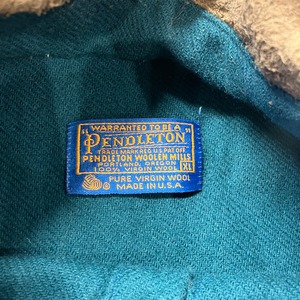 WARRANTED TO BE A
"PENDLETON"
TRADE MARK REG U.S. PAT. OFF.
PENDLETON WOOLEN MILLS
PORTLAND, OREGON
100% VIRGIN WOOL XL
PURE VIRGIN WOOL
MADE IN U.S.A.